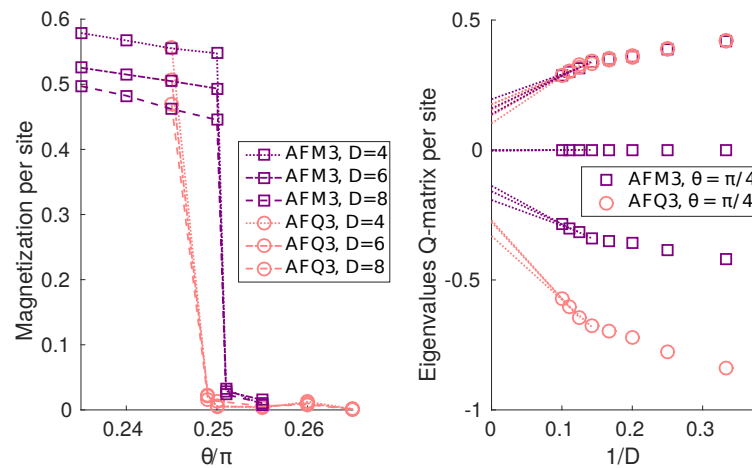 Magnetization per site
0.6
0.5
0.4
0.3
0.2
0.1
0
0.24
0.25
0.26
θ/π
AFM3, D=4
AFM3, D=6
AFM3, D=8
AFQ3, D=4
AFQ3, D=6
AFQ3, D=8
Eigenvalues Q-matrix per site
0.5
0
-0.5
-1
0
0.1
0.2
0.3
1/D
AFM3, θ = π/4
AFQ3, θ = π/4